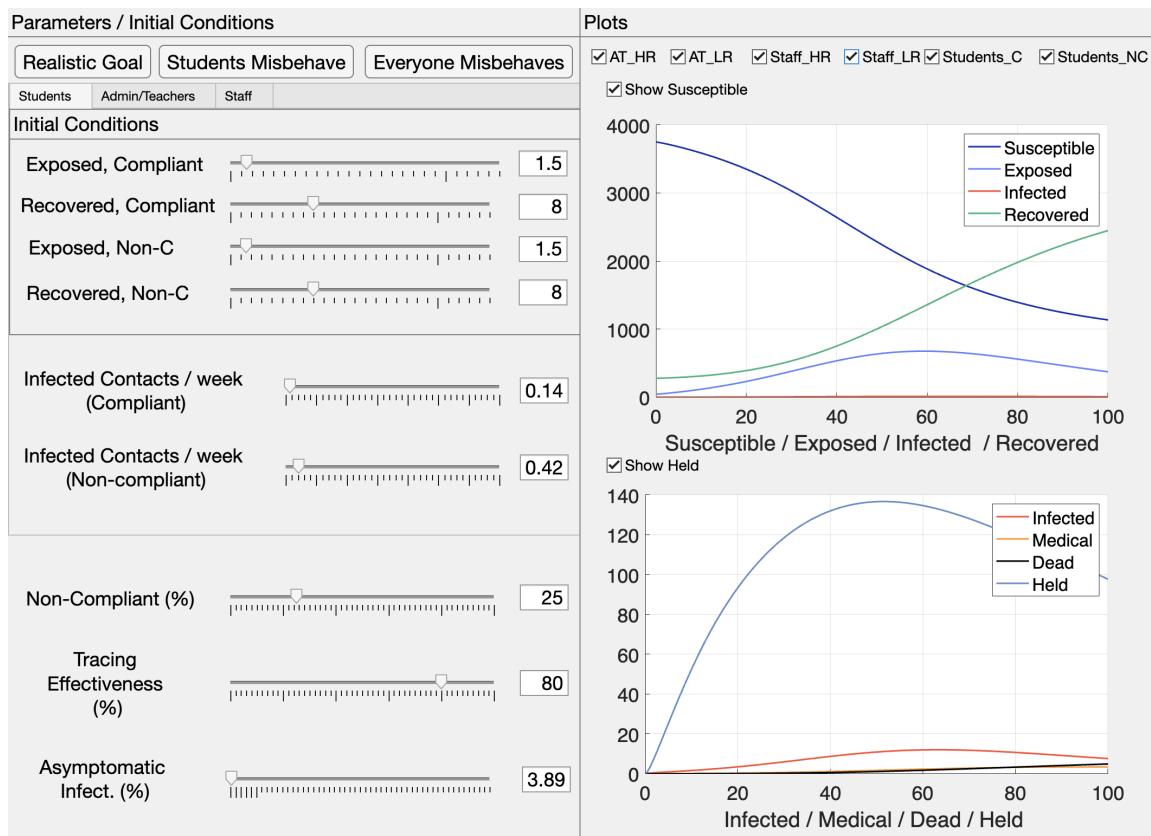 Parameters / Initial Conditions
Realistic Goal
Students Misbehave
Everyone Misbehaves
Students
Admin/Teachers
Staff
Initial Conditions
Exposed, Compliant
1.5
Recovered, Compliant
8
Exposed, Non-C
1.5
Recovered, Non-C
8
Infected Contacts / week
(Compliant)
0.14
Infected Contacts / week
(Non-compliant)
0.42
Non-Compliant (%)
25
Tracing
Effectiveness
(%)
80
Asymptomatic
Infect. (%)
3.89
Plots
AT_HR
AT_LR
Staff_HR
Staff_LR
Students_C
Students_NC
Show Susceptible
4000
3000
2000
1000
0
0 20 40 60 80 100
Susceptible
Exposed
Infected
Recovered
Susceptible / Exposed / Infected / Recovered
Show Held
140
120
100
80
60
40
20
0
0 20 40 60 80 100
Infected
Medical
Dead
Held
Infected / Medical / Dead / Held